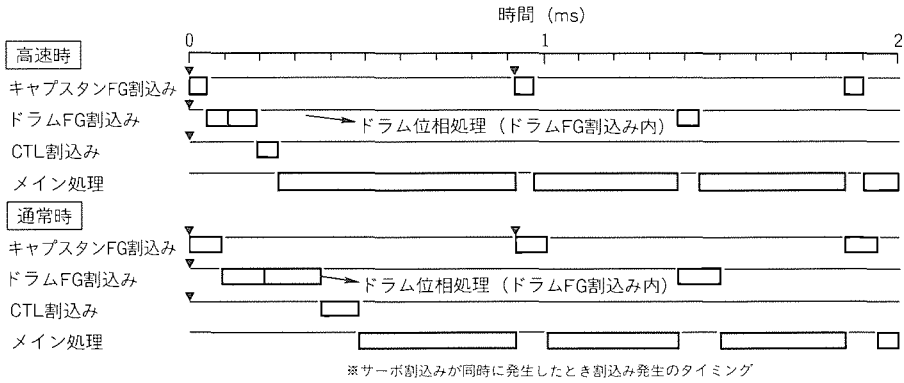 時間 (ms)
0 1 2
高速時
キャプスタンFG割込み
ドラムFG割込み
ドラム位相処理 (ドラムFG割込み内)
CTL割込み
メイン処理
通常時
キャプスタンFG割込み
ドラムFG割込み
ドラム位相処理 (ドラムFG割込み内)
CTL割込み
メイン処理
※サーボ割込みが同時に発生したとき割込み発生のタイミング